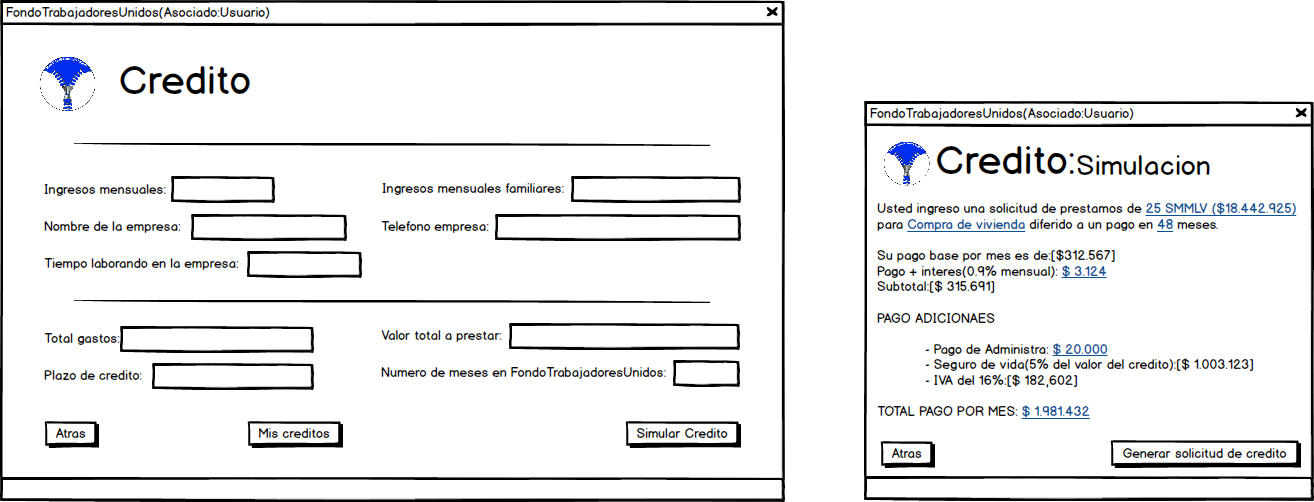 FondoTrabajadoresUnidos(Asociado:Usuario)
Credito
Ingresos mensuales:
Ingresos mensuales familiares:
Nombre de la empresa:
Telefono empresa:
Tiempo laborando en la empresa:
Total gastos:
Valor total a prestar:
Plazo de credito:
Numero de meses en FondoTrabajadoresUnidos:
Atras
Mis creditos
Simular Credito
FondoTrabajadoresUnidos(Asociado:Usuario)
Credito:Simulacion
Usted ingreso una solicitud de prestamos de 25 SMMLV ($18.442.925)
para Compra de vivienda diferido a un pago en 48 meses.
Su pago base por mes es de:[$312.567]
Pago + interes(0.9% mensual): $ 3.124
Subtotal:[$ 315.691]
PAGO ADICIONAES
- Pago de Administra: $ 20.000
- Seguro de vida(5% del valor del credito):[$ 1.003.123]
- IVA del 16%:[$ 182,602]
TOTAL PAGO POR MES: $ 1.981.432
Atras
Generar solicitud de credito